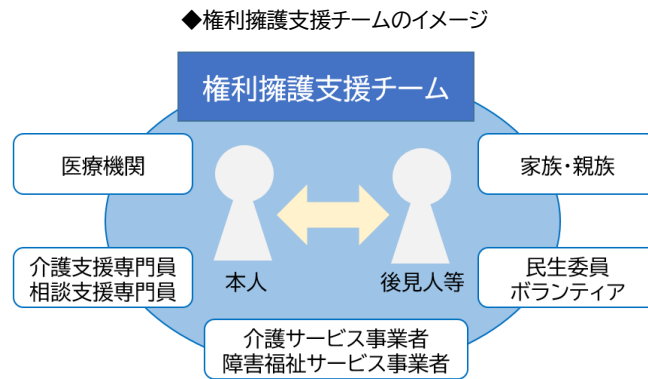 ◆権利擁護支援チームのイメージ
権利擁護支援チーム
医療機関
家族・親族
介護支援専門員
相談支援専門員
本人
後見人等
民生委員
ボランティア
介護サービス事業者
障害福祉サービス事業者